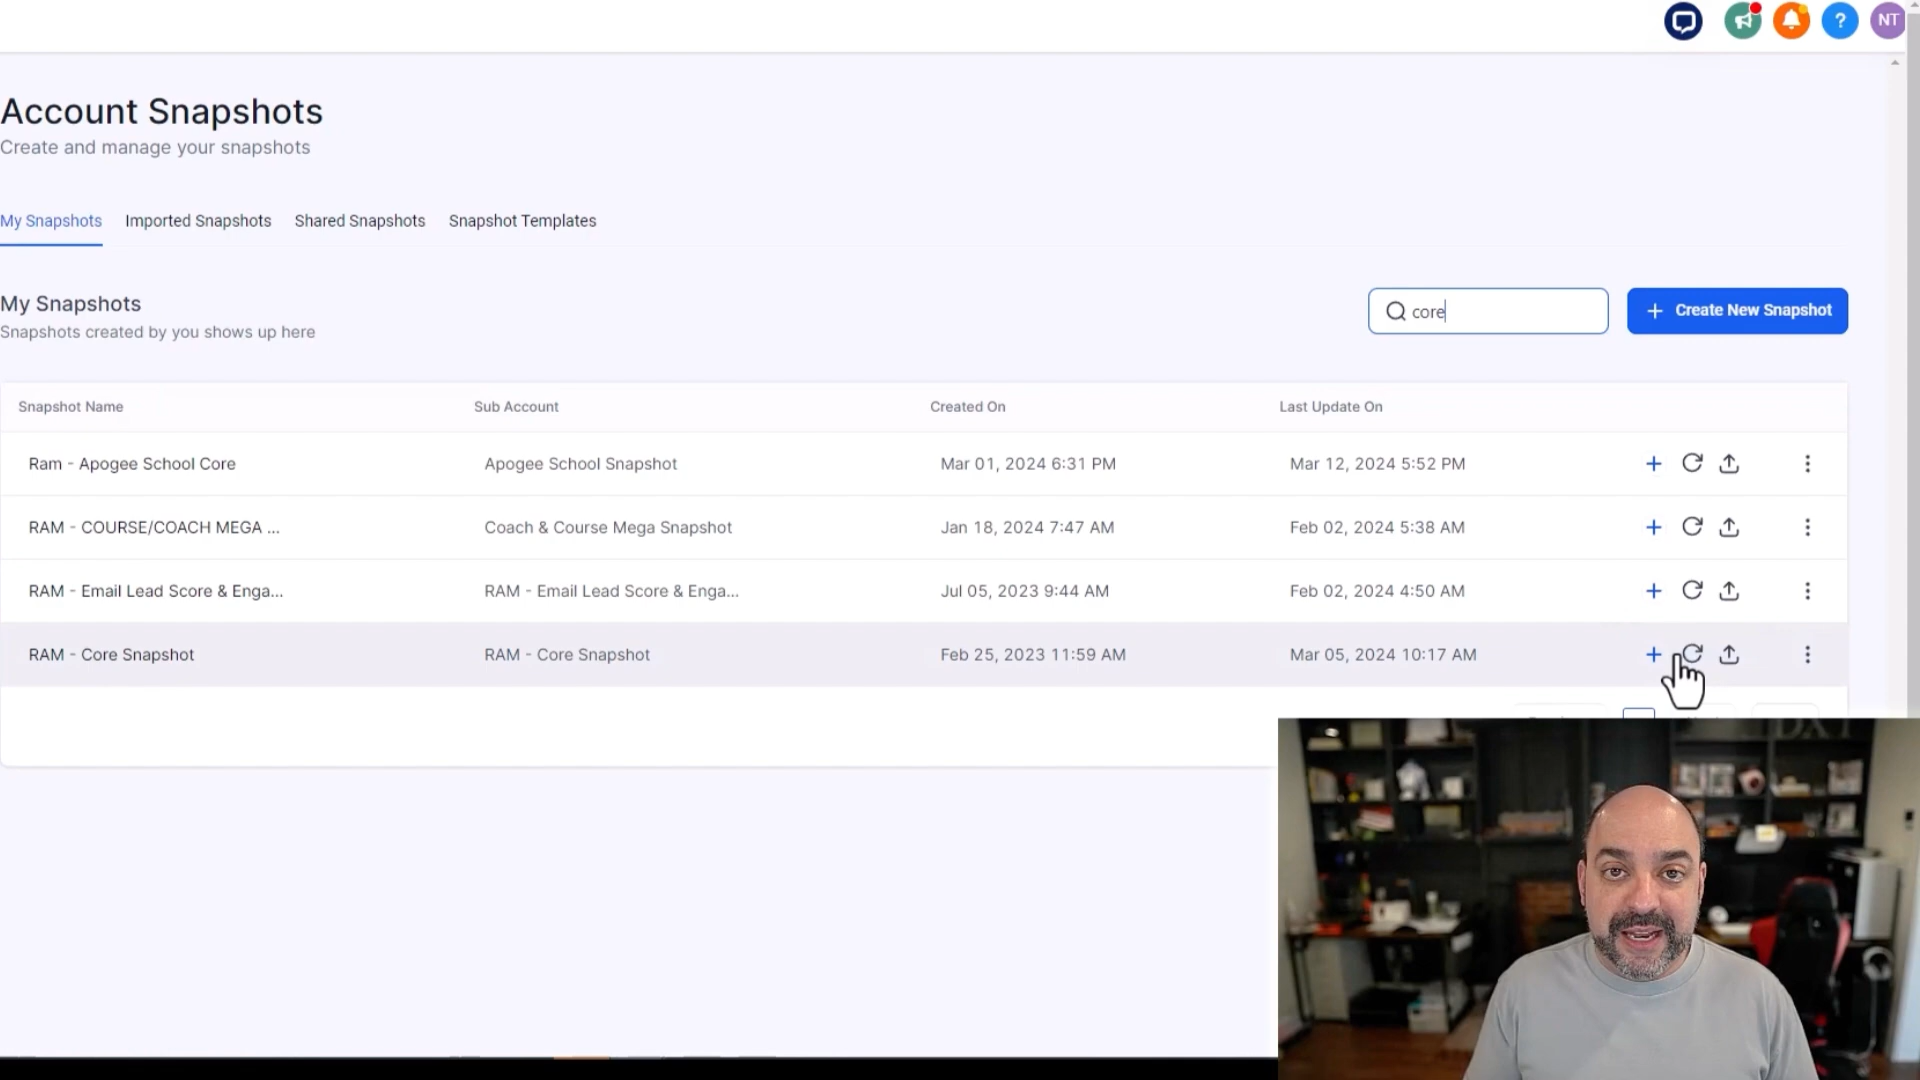 ?
NT
Account Snapshots
Create and manage your snapshots
My Snapshots Imported Snapshots Shared Snapshots Snapshot Templates
My Snapshots
Snapshots created by you shows up here
core
+ Create New Snapshot
Snapshot Name Sub Account Created On Last Update On
Ram - Apogee School Core Apogee School Snapshot Mar 01, 2024 6:31 PM Mar 12, 2024 5:52 PM
RAM - COURSE/COACH MEGA ... Coach & Course Mega Snapshot Jan 18, 2024 7:47 AM Feb 02, 2024 5:38 AM
RAM - Email Lead Score & Enga... RAM - Email Lead Score & Enga... Jul 05, 2023 9:44 AM Feb 02, 2024 4:50 AM
RAM - Core Snapshot RAM - Core Snapshot Feb 25, 2023 11:59 AM Mar 05, 2024 10:17 AM